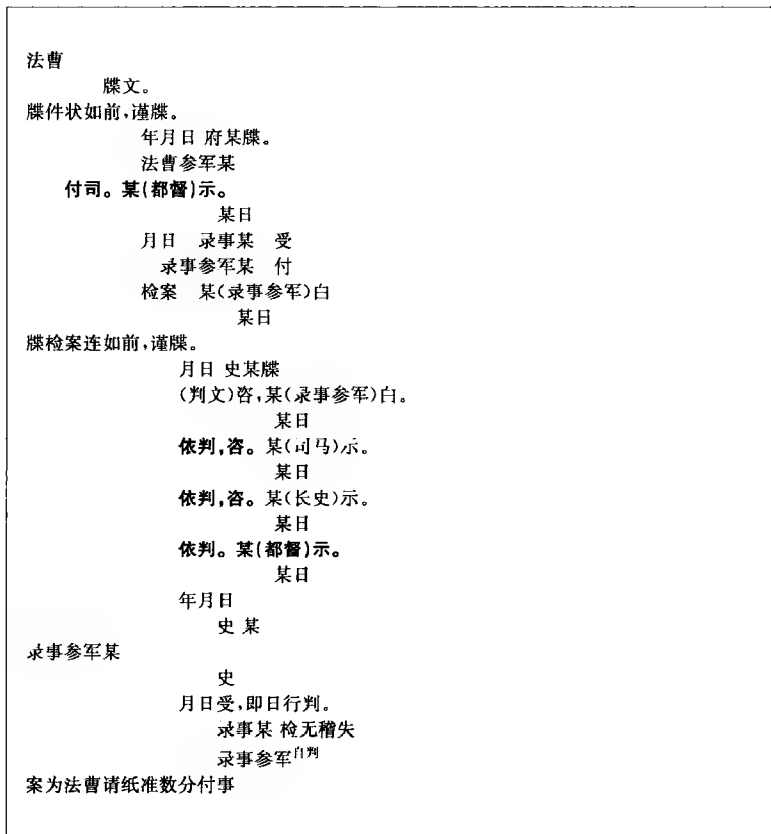 法曹
牒文。
牒件状如前,谨牒。
年月日 府某牒。
法曹参军某
付司。某(都督)示。
某日
月日 录事某 受
录事参军某 付
检案 某(录事参军)白
某日
牒检案连如前,谨牒。
月日 史某牒
(判文)咨,某(录事参军)白。
某日
依判,咨。某(司马)示。
某日
依判,咨。某(长史)示。
某日
依判。某(都督)示。
某日
年月日
史 某
录事参军某
史
月日受,即日行判。
录事某 检无稽失
录事参军自判
案为法曹请纸准数分付事